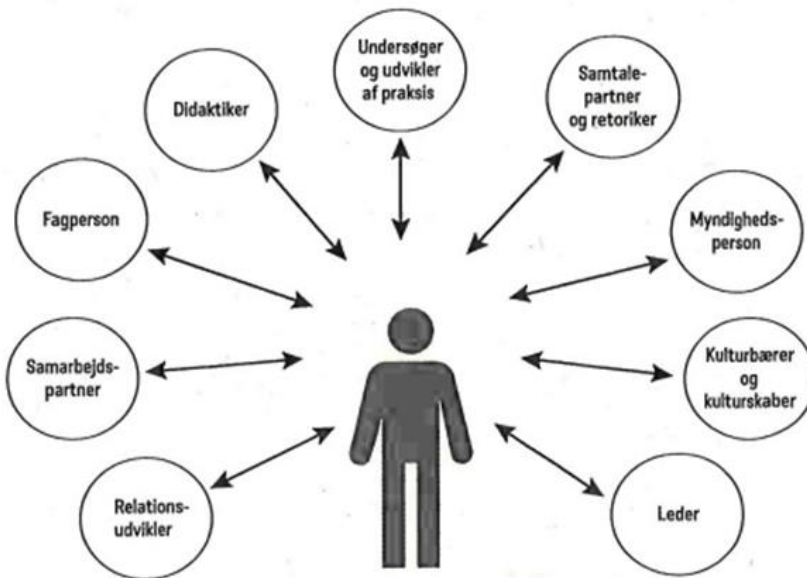 Undersøger
og udvikler
af praksis
Samtale-
partner
og retoriker
Didaktiker
Fagperson
Myndigheds-
person
Samarbejds-
partner
Kulturbærer
og
kulturskaber
Relations-
udvikler
Leder